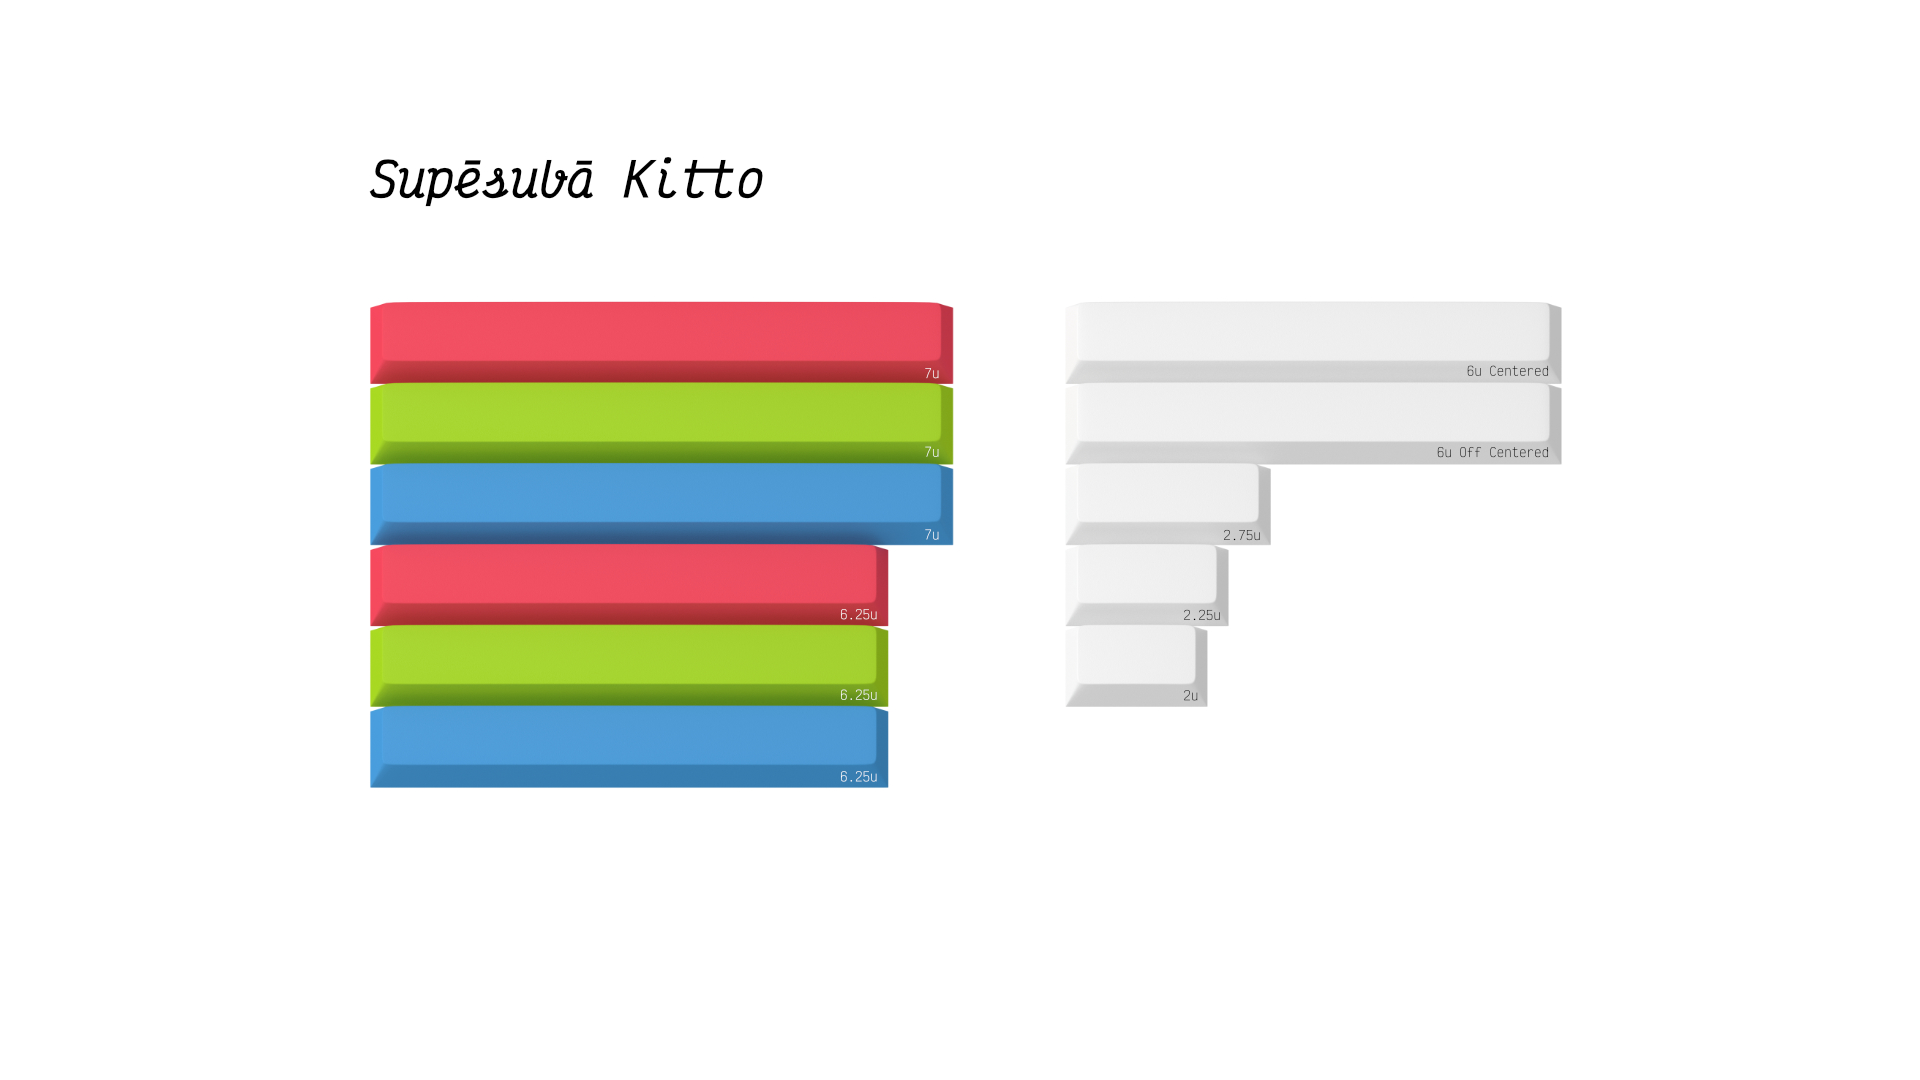 Supēsubā Kitto
7u
7u
7u
6.25u
6.25u
6.25u
6u Centered
6u Off Centered
2.75u
2.25u
2u